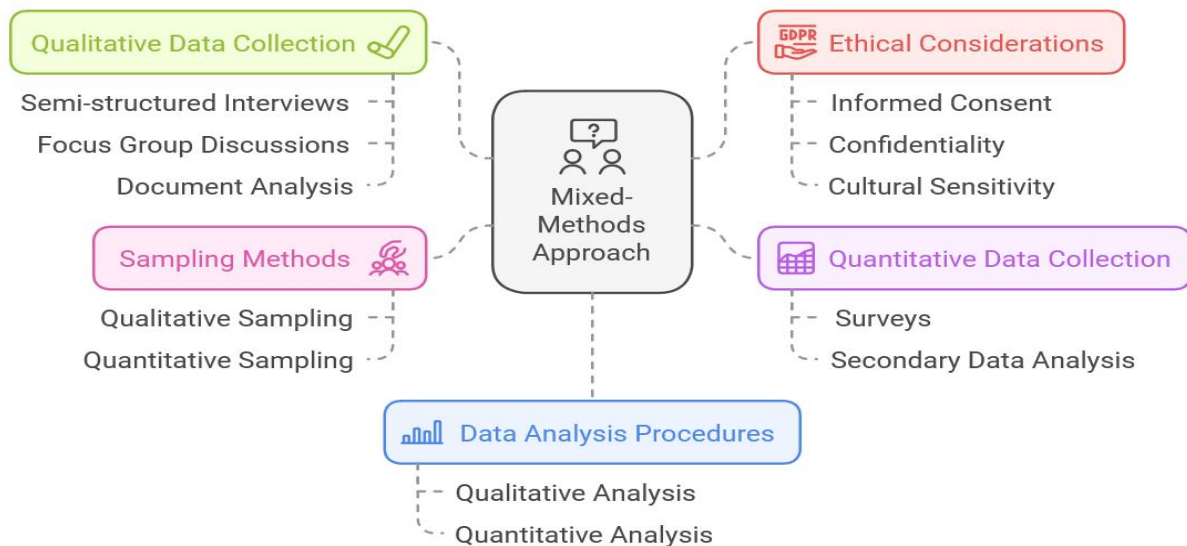 Qualitative Data Collection
Semi-structured Interviews
Focus Group Discussions
Document Analysis
Sampling Methods
Qualitative Sampling
Quantitative Sampling
?
Mixed-
Methods
Approach
GDPR
Ethical Considerations
Informed Consent
Confidentiality
Cultural Sensitivity
Quantitative Data Collection
Surveys
Secondary Data Analysis
Data Analysis Procedures
Qualitative Analysis
Quantitative Analysis